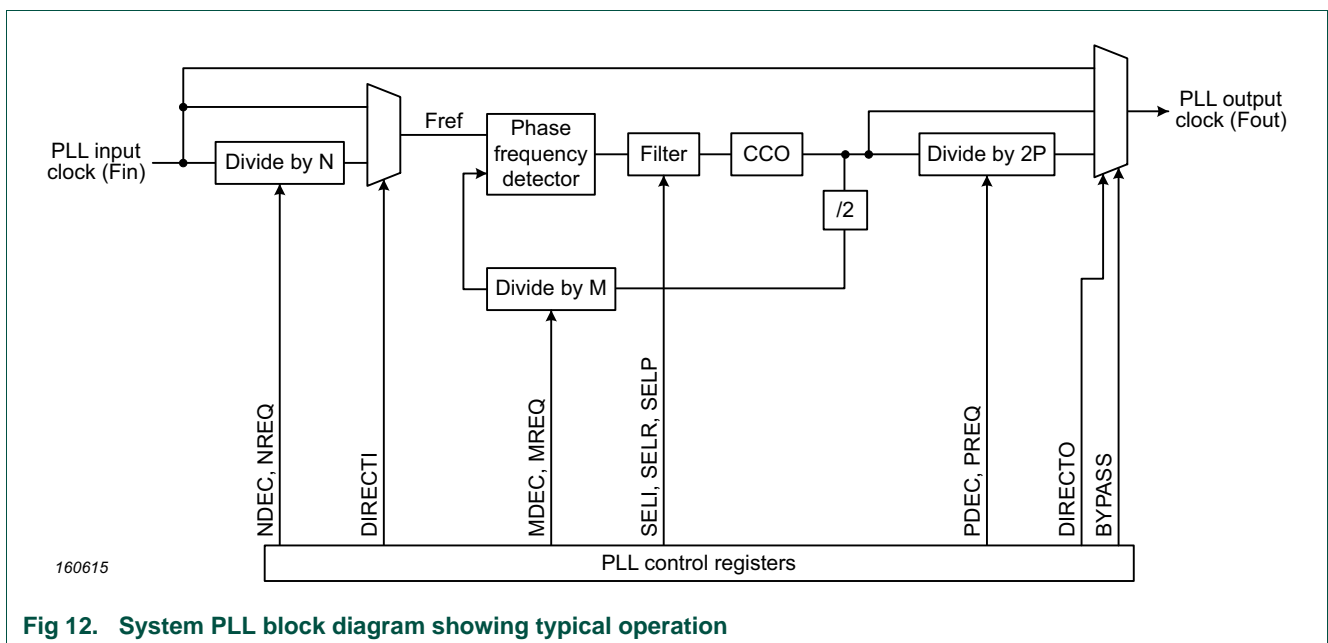 PLL input
clock (Fin)
Divide by N
Fref
Phase
frequency
detector
Filter
CCO
Divide by 2P
/2
Divide by M
PLL output
clock (Fout)
NDEC, NREQ
DIRECTI
MDEC, MREQ
SELI, SELR, SELP
PDEC, PREQ
DIRECTO
BYPASS
PLL control registers
160615
Fig 12. System PLL block diagram showing typical operation